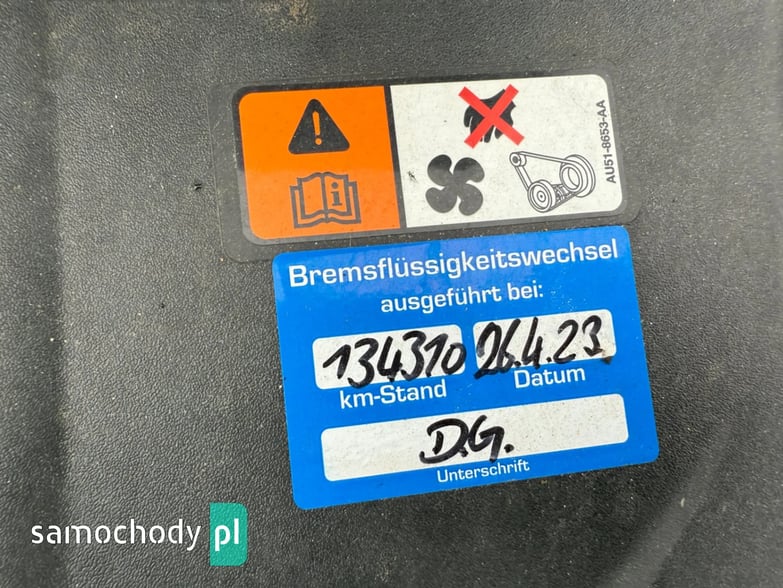 AU51-8653-AA
Bremsflüssigkeitswechsel
ausgeführt bei:
134310 26.4.23
km-Stand Datum
D.G.
Unterschrift
samochody pl